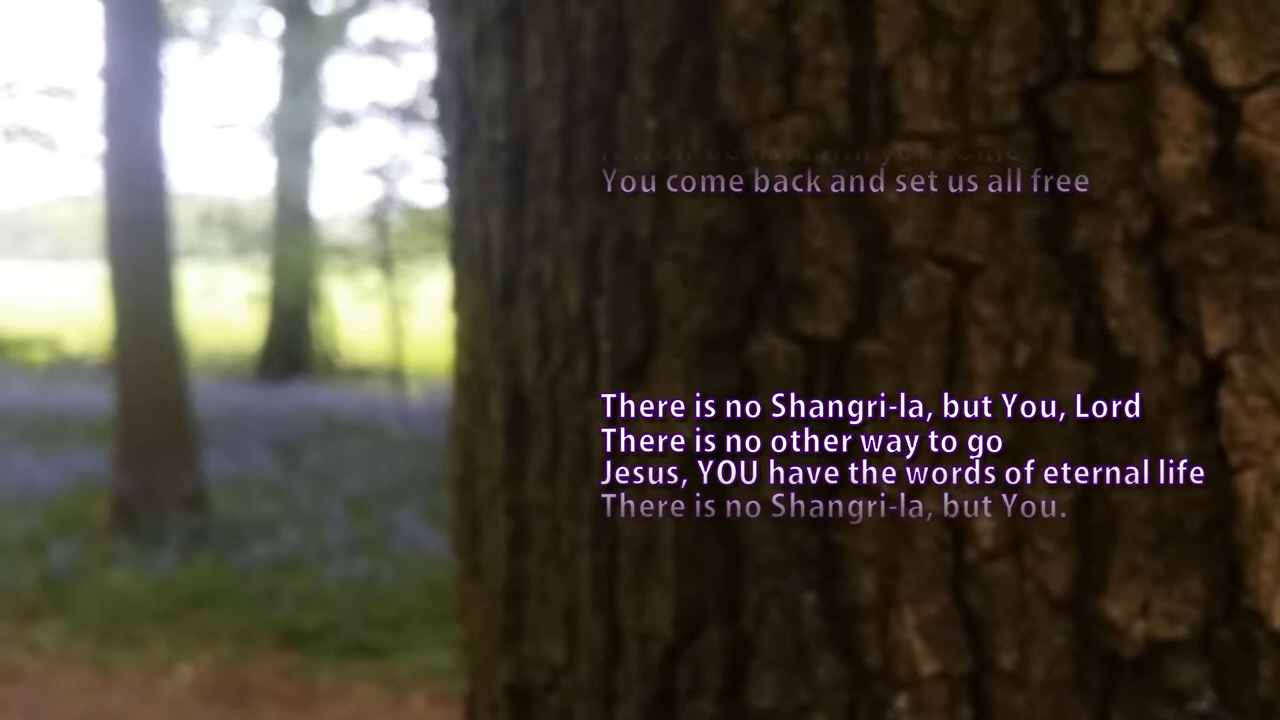 You come back and set us all free
There is no Shangri-la, but You, Lord
There is no other way to go
Jesus, YOU have the words of eternal life
There is no Shangri-la, but You.